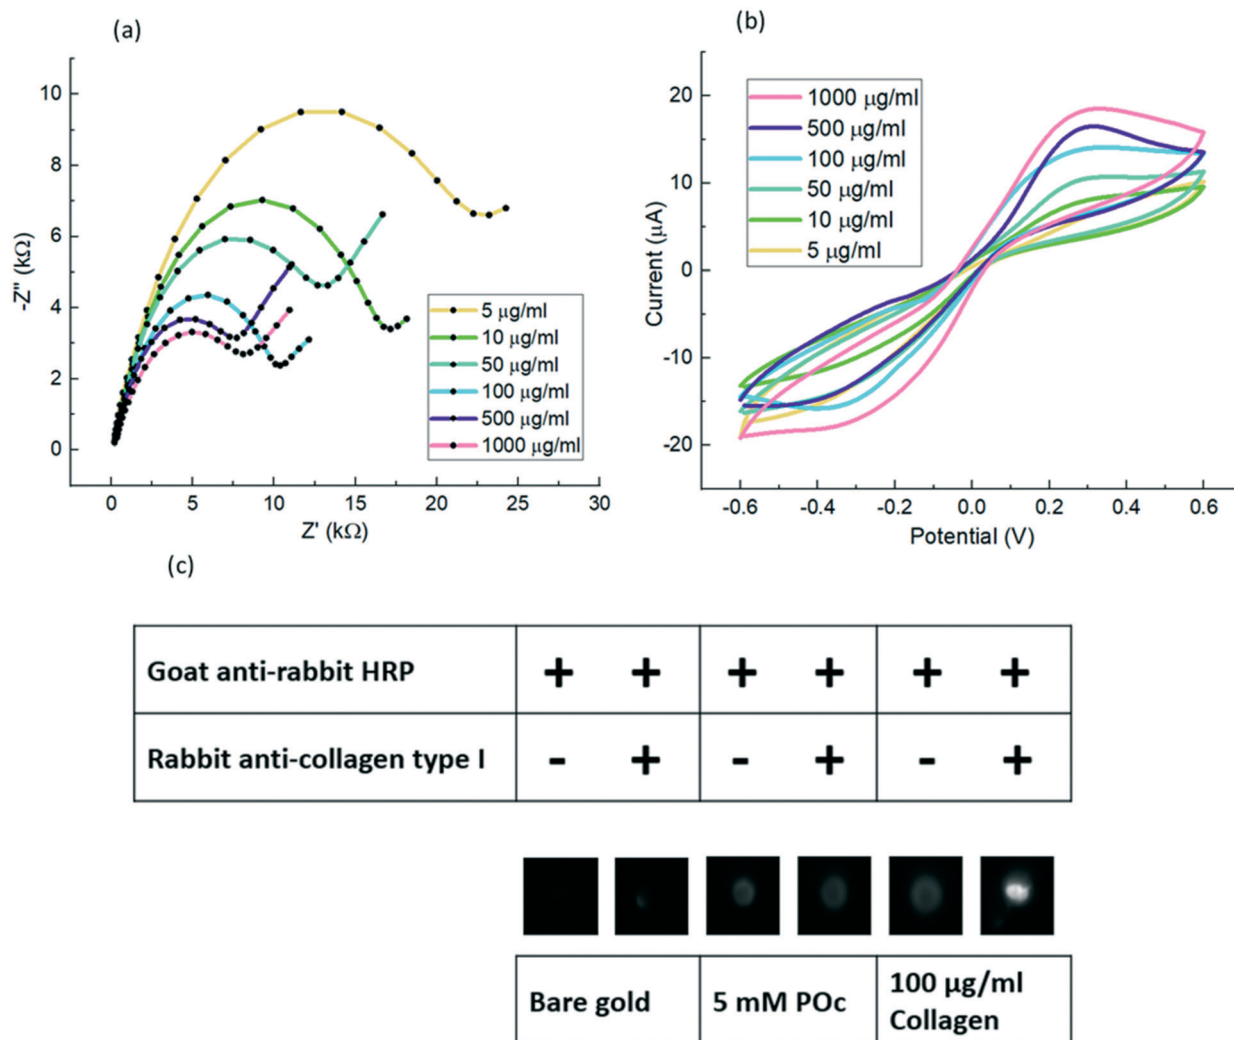 (a)
10
8
6
4
2
0
-Z" (kΩ)
5 μg/ml
10 μg/ml
50 μg/ml
100 μg/ml
500 μg/ml
1000 μg/ml
0 5 10 15 20 25 30
Z' (kΩ)
(b)
1000 μg/ml
500 μg/ml
100 μg/ml
50 μg/ml
10 μg/ml
5 μg/ml
20
10
0
-10
-20
Current (μA)
-0.6 -0.4 -0.2 0.0 0.2 0.4 0.6
Potential (V)
(c)
Goat anti-rabbit HRP + + + + + +
Rabbit anti-collagen type I - + - + - +
Bare gold
5 mM POc
100 μg/ml
Collagen